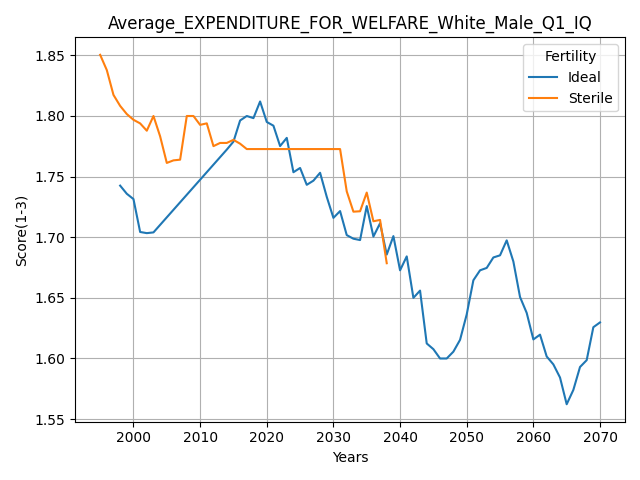 Average_EXPENDITURE_FOR_WELFARE_White_Male_Q1_IQ
Fertility
Ideal
Sterile
Score(1-3)
1.85
1.80
1.75
1.70
1.65
1.60
1.55
2000 2010 2020 2030 2040 2050 2060 2070
Years